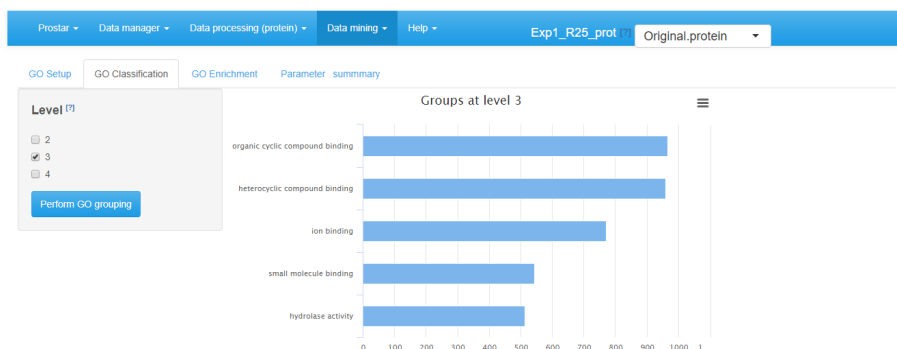 Prostar Data manager Data processing (protein) Data mining Help Exp1_R25_prot [?] Original.protein
GO Setup GO Classification GO Enrichment Parameter summmary
Groups at level 3
Level [?]
2
3
4
Perform GO grouping
organic cyclic compound binding
heterocyclic compound binding
ion binding
small molecule binding
hydrolase activity
0 100 200 300 400 500 600 700 800 900 1000 1